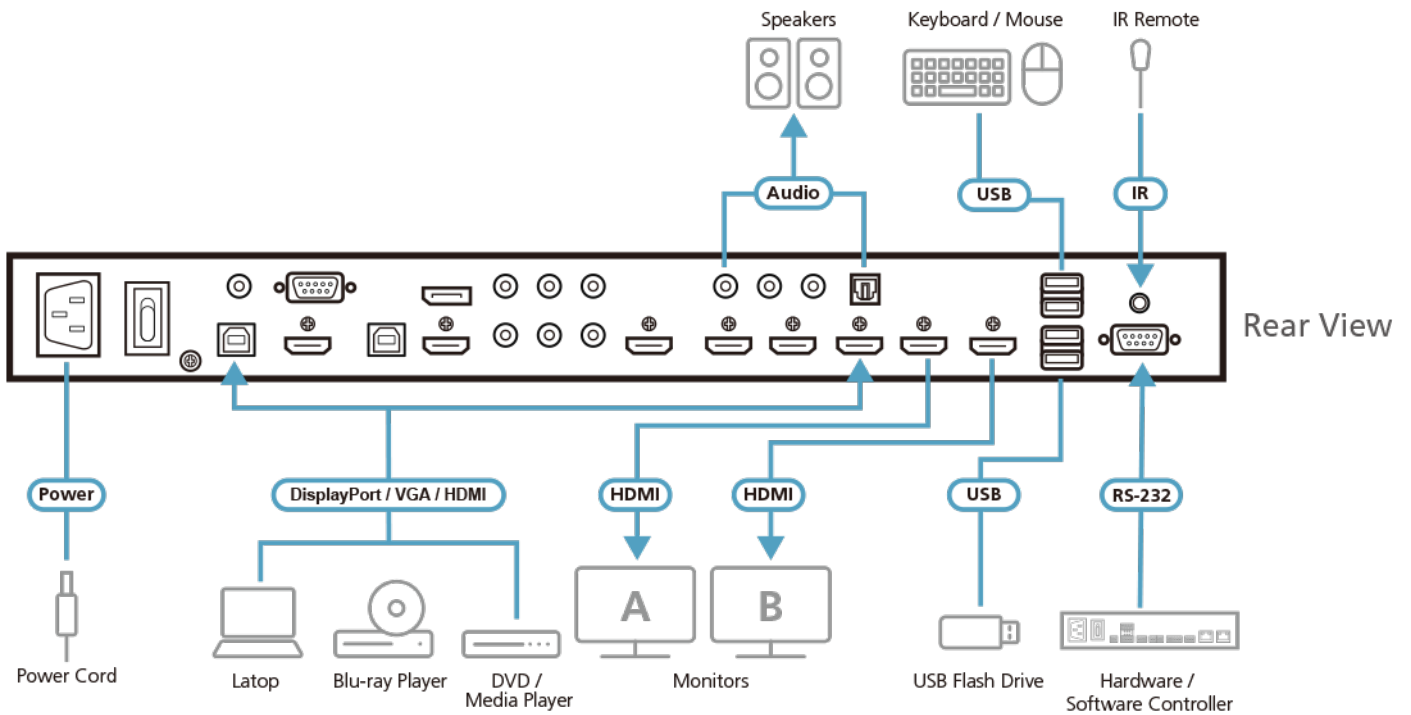 Speakers
Keyboard / Mouse
IR Remote
Audio
USB
IR
Rear View
Power
DisplayPort / VGA / HDMI
HDMI
HDMI
USB
RS-232
A
B
Power Cord
Latop
Blu-ray Player
DVD /
Media Player
Monitors
USB Flash Drive
Hardware /
Software Controller